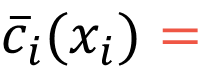 c̄ᵢ(xᵢ) =